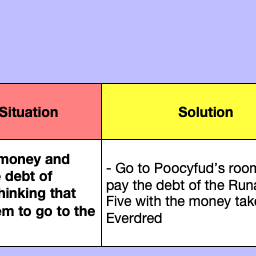 Situation
Solution
money and
debt of
hinking that
em to go to the
- Go to Poocyfud's room
pay the debt of the Runa
Five with the money take
Everdred